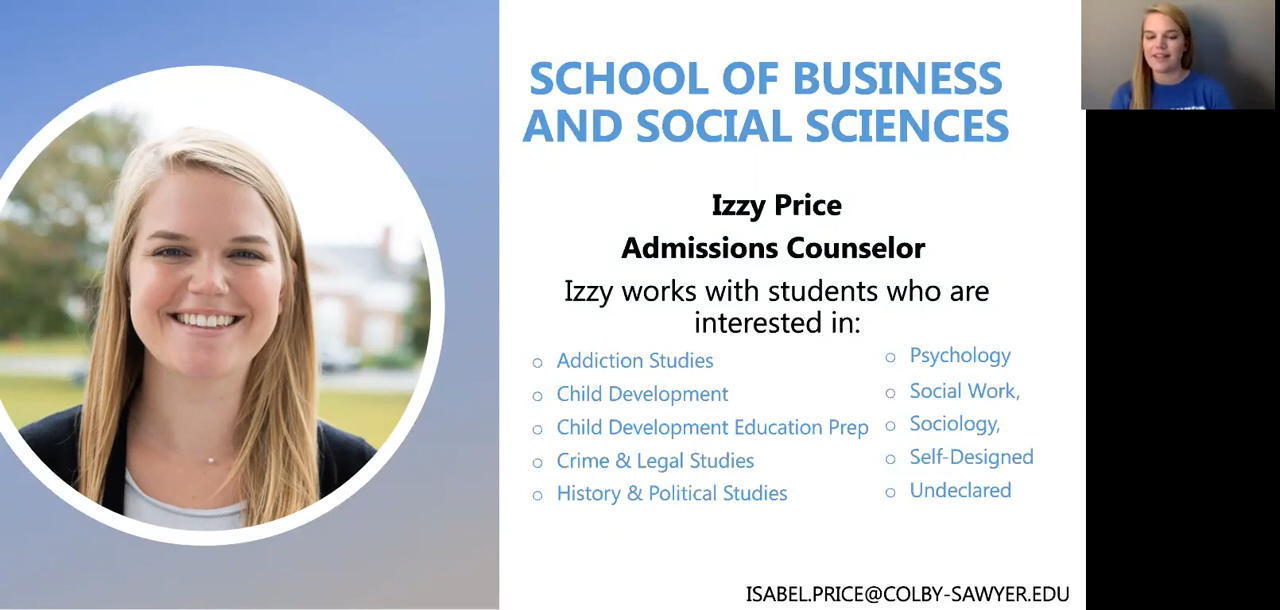 SCHOOL OF BUSINESS
AND SOCIAL SCIENCES
Izzy Price
Admissions Counselor
Izzy works with students who are
interested in:
○ Addiction Studies
○ Child Development
○ Child Development Education Prep
○ Crime & Legal Studies
○ History & Political Studies
○ Psychology
○ Social Work,
○ Sociology,
○ Self-Designed
○ Undeclared
ISABEL.PRICE@COLBY-SAWYER.EDU